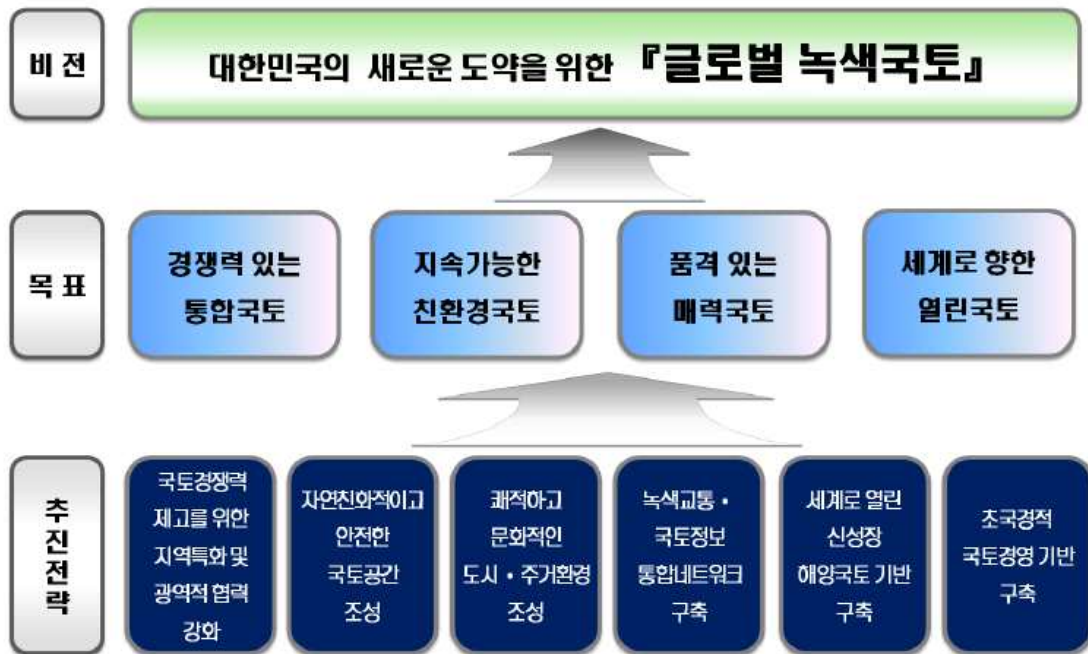 비 전
대한민국의 새로운 도약을 위한 『글로벌 녹색국토』
목 표
경쟁력 있는
통합국토
지속가능한
친환경국토
품격 있는
매력국토
세계로 향한
열린국토
추진전략
국토경쟁력
제고를 위한
지역특화 및
광역적 협력
강화
자연친화적이고
안전한
국토공간
조성
쾌적하고
문화적인
도시・주거환경
조성
녹색교통・
국토정보
통합네트워크
구축
세계로 열린
신성장
해양국토 기반
구축
초국경적
국토경영 기반
구축